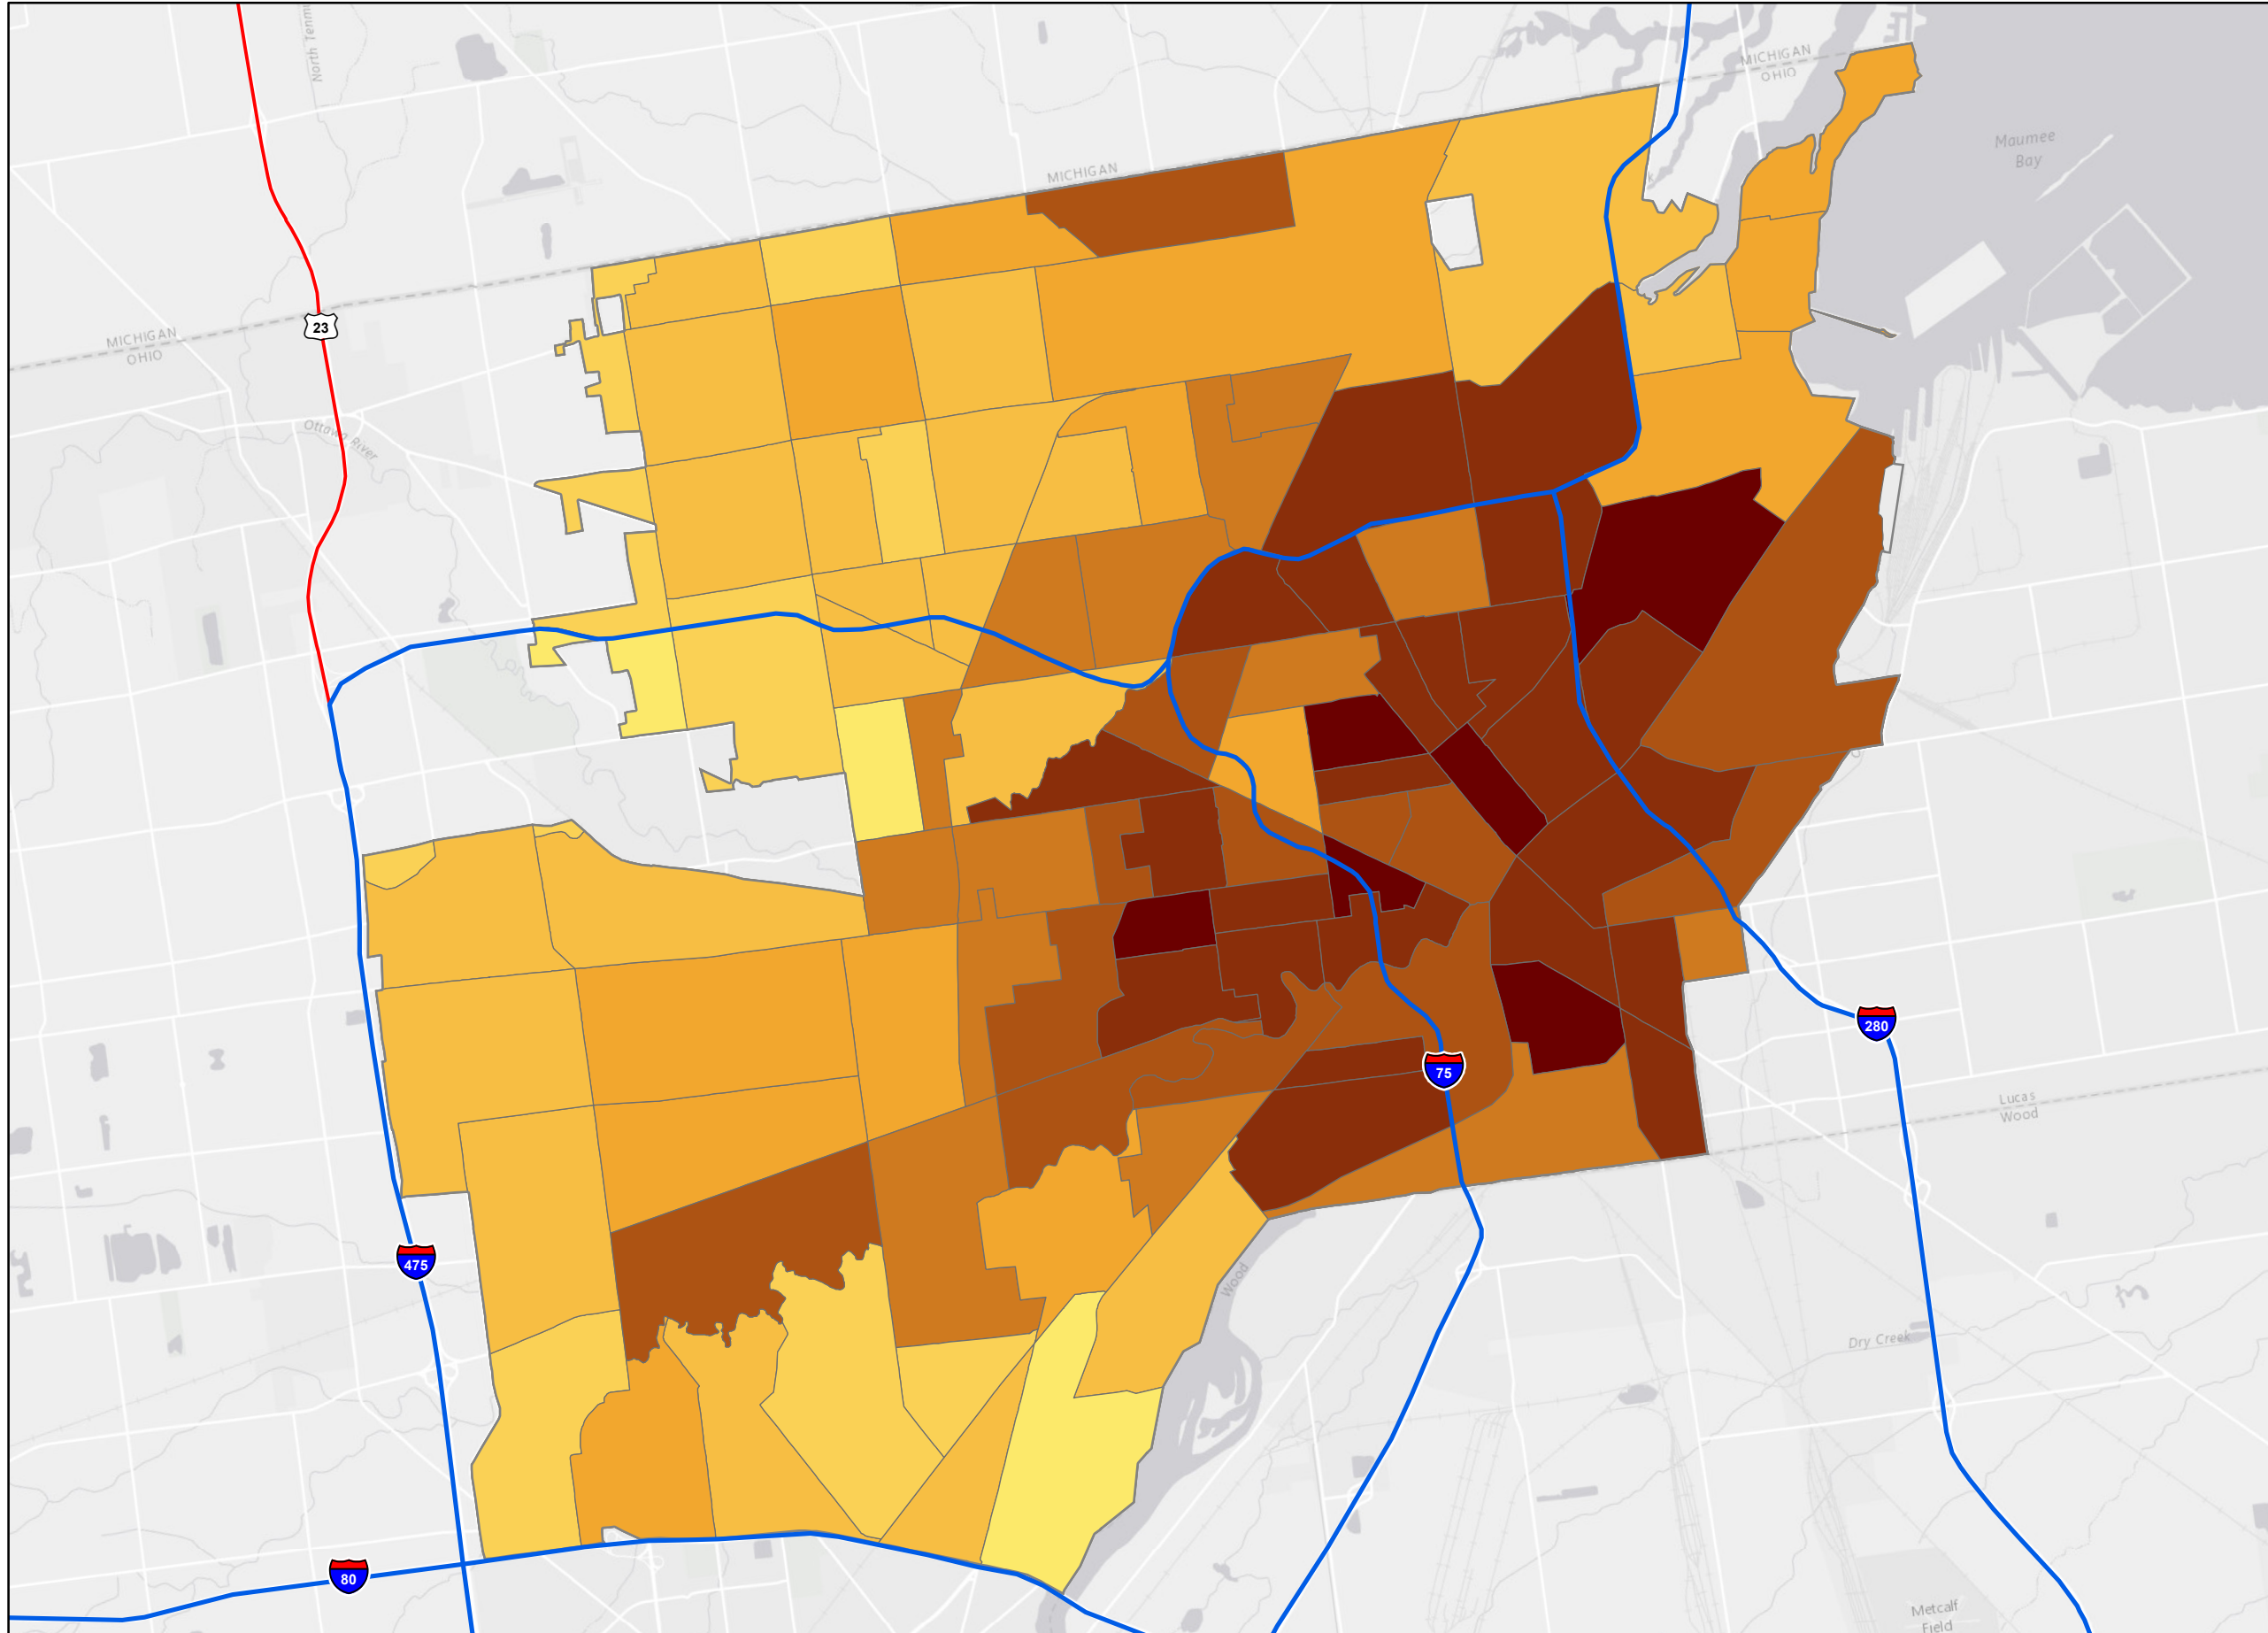 North Tenmi
MICHIGAN
OHIO
Maumee
Bay
MICHIGAN
23
MICHIGAN
OHIO
Ottawa River
280
75
Lucas
Wood
475
Wood
Dry Creek
80
Metcalf
Field